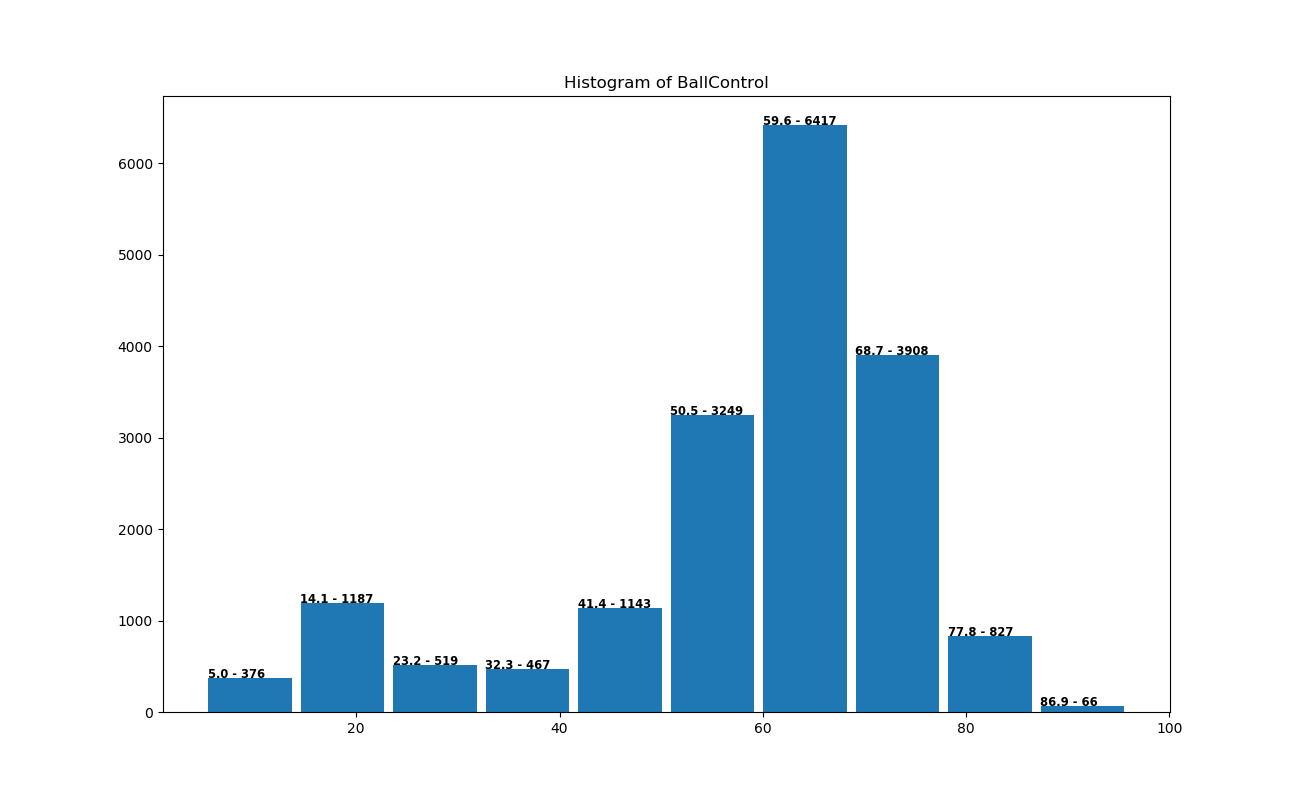 Histogram of BallControl
59.6 - 6417
6000
5000
4000
68.7 - 3908
50.5 - 3249
3000
2000
14.1 - 1187
41.4 - 1143
1000
77.8 - 827
23.2 - 519
32.3 - 467
5.0 - 376
86.9 - 66
0
20 40 60 80 100